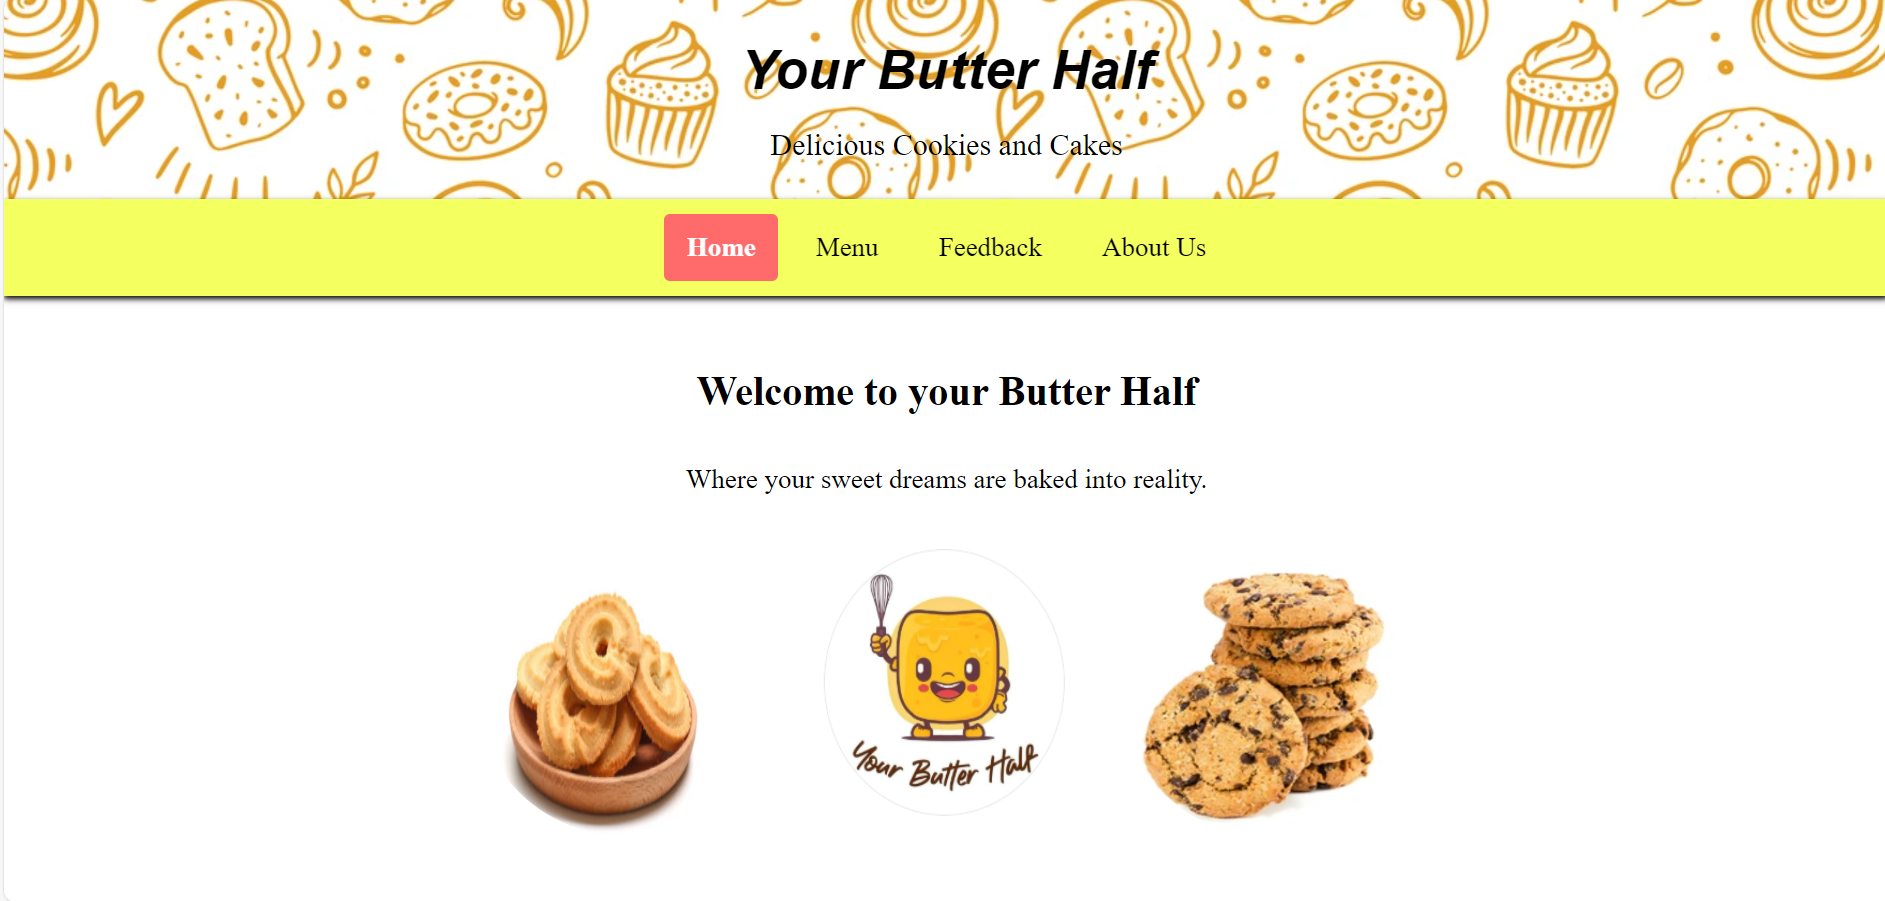 Your Butter Half
Delicious Cookies and Cakes
Home Menu Feedback About Us
Welcome to your Butter Half
Where your sweet dreams are baked into reality.
Your Butter Half